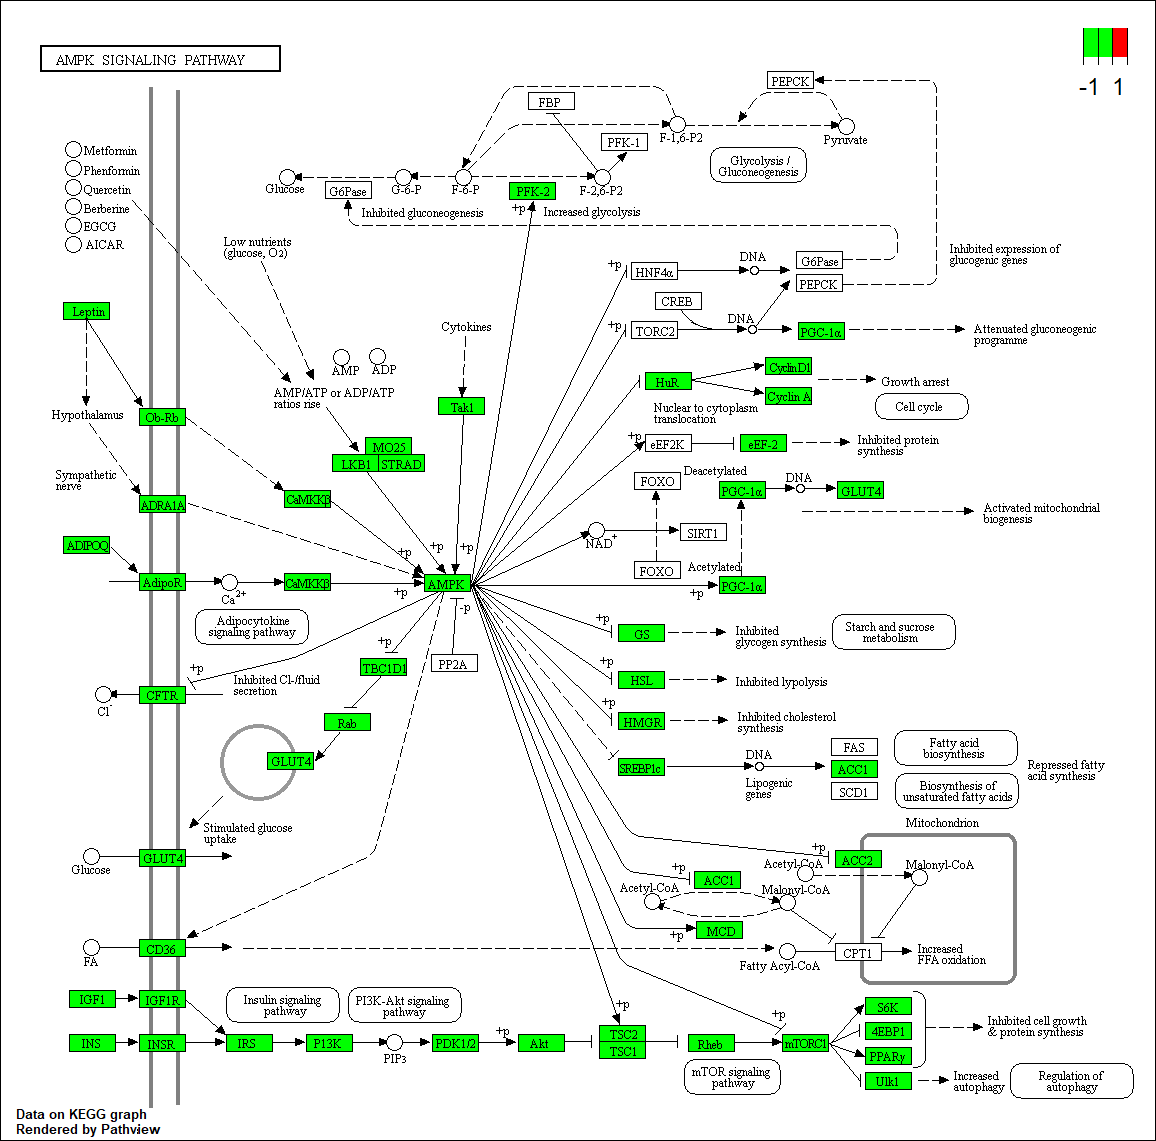 AMPK SIGNALING PATHWAY
-1 1
PEPCK
FBP
F-1,6-P2
Pyruvate
PFK-1
Glycolysis /
Gluconeogenesis
Metformin
Phenformin
Quercetin
Berberine
EGCG
AICAR
Glucose
G6Pase
G-6-P
F-6-P
PFK-2
F-2,6-P2
+p
Inhibited gluconeogenesis
Increased glycolysis
Low nutrients
(glucose, O2)
Inhibited expression of
glucogenic genes
+p
HNF4α
DNA
G6Pase
PEPCK
CREB
Leptin
Cytokines
+p
TORC2
DNA
PGC-1α
Attenuated gluconeogenic
programme
AMP
ADP
AMP/ATP or ADP/ATP
ratios rise
HuR
CyclinD1
Cyclin A
Growth arrest
Cell cycle
Nuclear to cytoplasm
translocation
Hypothalamus
Ob-Rb
Tak1
MO25
LKB1
STRAD
+p
eEF2K
eEF-2
Inhibited protein
synthesis
Sympathetic
nerve
ADRA1A
CaMKKβ
FOXO
Deacetylated
PGC-1α
DNA
GLUT4
Activated mitochondrial
biogenesis
ADIPOQ
+p
+p
+p
NAD+
SIRT1
FOXO
Acetylated
PGC-1α
+p
AdipoR
Ca2+
CaMKKβ
+p
AMPK
-p
Adipocytokine
signaling pathway
+p
GS
Inhibited
glycogen synthesis
Starch and sucrose
metabolism
+p
TBC1D1
PP2A
+p
HSL
Inhibited lypolysis
+p
CFTR
Cl-
Inhibited Cl-/fluid
secretion
+p
HMGR
Inhibited cholesterol
synthesis
Rab
GLUT4
SREBP1c
DNA
Lipogenic
genes
FAS
ACC1
SCD1
Fatty acid
biosynthesis
Biosynthesis of
unsaturated fatty acids
Repressed fatty
acid synthesis
Stimulated glucose
uptake
Mitochondrion
Glucose
GLUT4
+p
ACC2
Acetyl-CoA
Malonyl-CoA
+p
ACC1
Acetyl-CoA
Malonyl-CoA
+p
MCD
FA
CD36
Fatty Acyl-CoA
CPT1
Increased
FFA oxidation
IGF1
IGF1R
Insulin signaling
pathway
PI3K-Akt signaling
pathway
+p
+p
INS
INSR
IRS
P13K
PIP3
PDK1/2
+p
Akt
TSC2
TSC1
Rheb
mTORC1
S6K
4EBP1
PPARγ
Ulk1
Inhibited cell growth
& protein synthesis
mTOR signaling
pathway
Increased
autophagy
Regulation of
autophagy
Data on KEGG graph
Rendered by Pathview